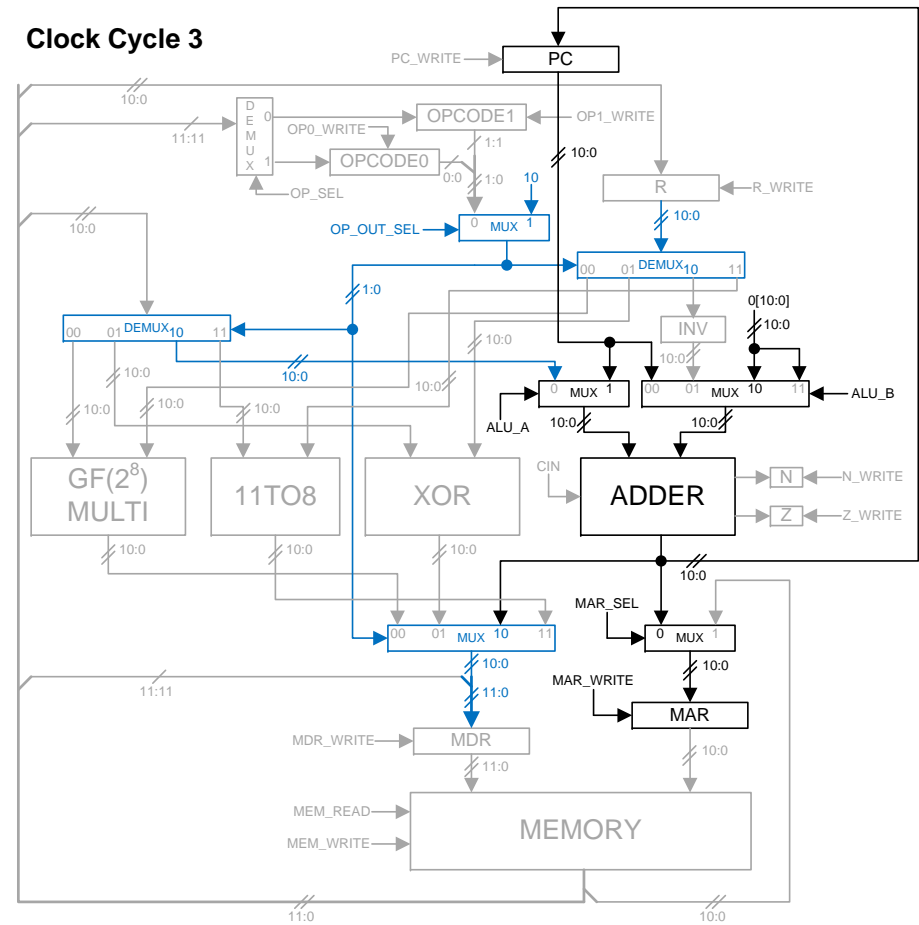 Clock Cycle 3
PC_WRITE
PC
10:0
D
E
M
U
X
0
1
11:11
OPCODE1
OP1_WRITE
OP0_WRITE
1:1
OPCODE0
0:0
1:0
OP_SEL
10:0
R
R_WRITE
10
10:0
0 MUX 1
OP_OUT_SEL
10:0
00 01 DEMUX 10 11
1:0
0[10:0]
10:0
INV
00 01 DEMUX 10 11
10:0
10:0
10:0
10:0
0 MUX 1
00 01 MUX 10 11
ALU_B
10:0
10:0
10:0
ALU_A
10:0
10:0
GF(2⁸)
MULTI
11TO8
XOR
CIN
ADDER
N
N_WRITE
Z
Z_WRITE
10:0
10:0
10:0
10:0
MAR_SEL
00 01 MUX 10 11
0 MUX 1
10:0
10:0
11:11
11:0
MAR_WRITE
MAR
MDR_WRITE
MDR
10:0
11:0
MEM_READ
MEMORY
MEM_WRITE
11:0
10:0